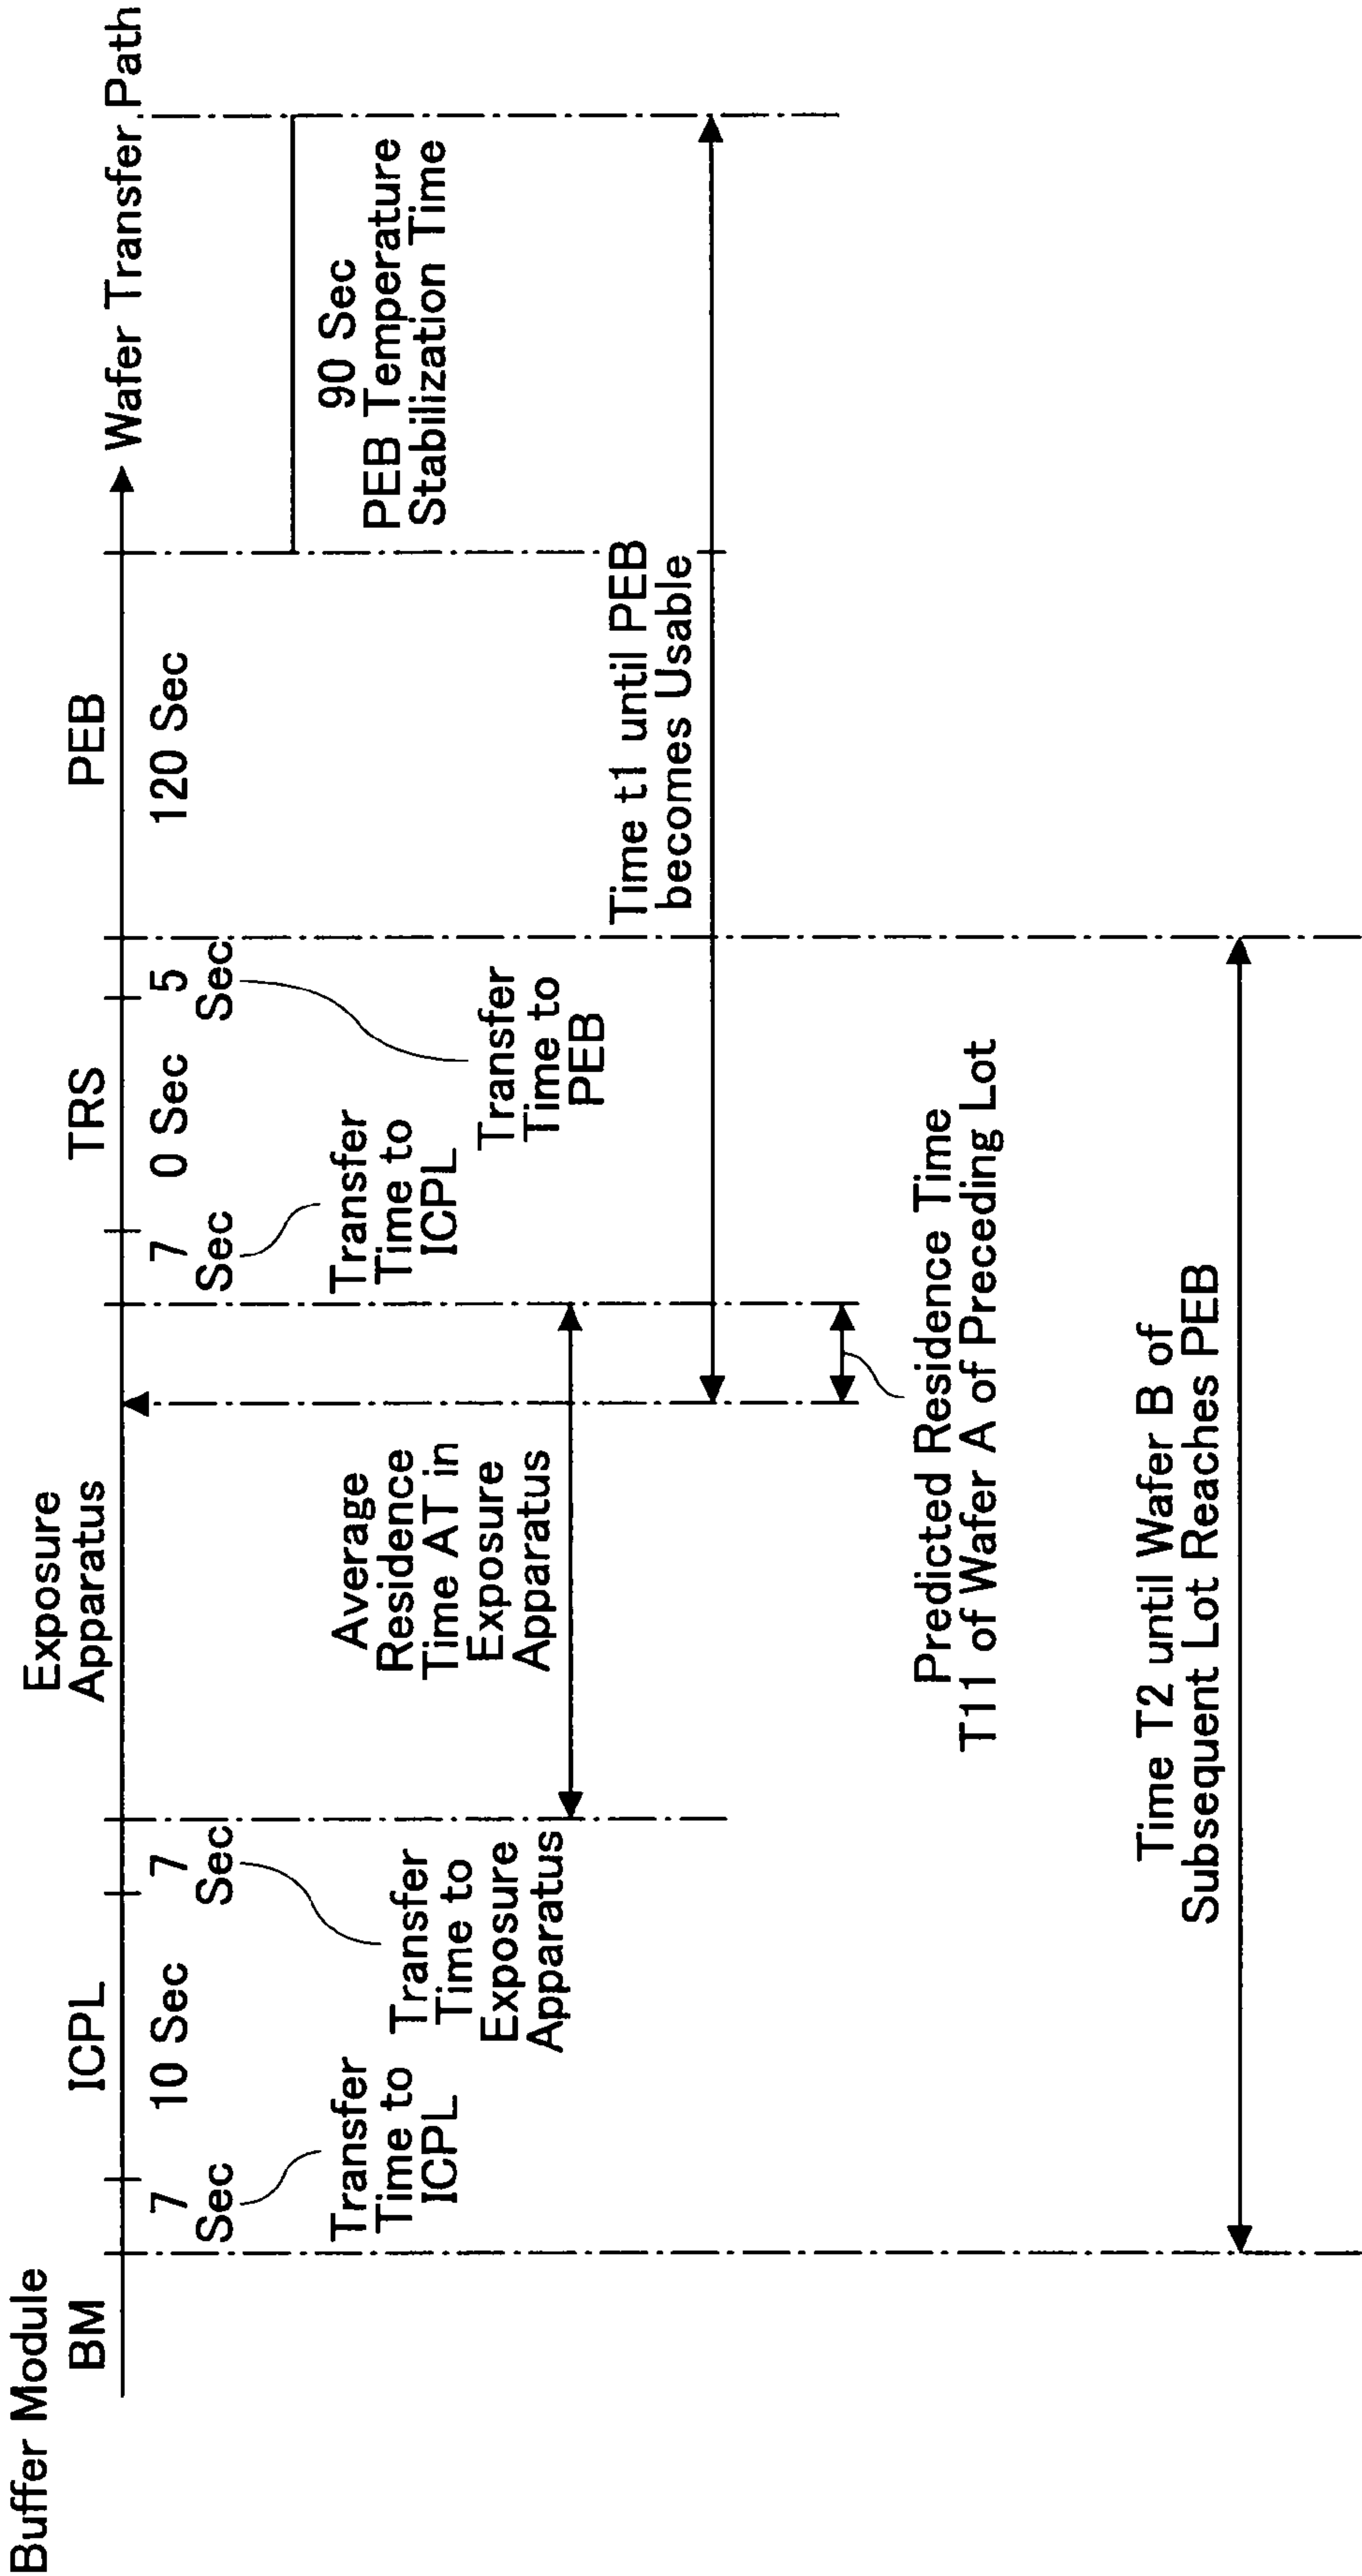 Buffer Module
BM
ICPL
Exposure
Apparatus
TRS
PEB
Wafer Transfer Path
7
Sec
10 Sec
7
Sec
7
Sec
0 Sec
5
Sec
120 Sec
Transfer
Time to
ICPL
Transfer
Time to
Exposure
Apparatus
Average
Residence
Time AT in
Exposure
Apparatus
Transfer
Time to
ICPL
Transfer
Time to
PEB
90 Sec
PEB Temperature
Stabilization Time
Time t1 until PEB
becomes Usable
Predicted Residence Time
T11 of Wafer A of Preceding Lot
Time T2 until Wafer B of
Subsequent Lot Reaches PEB